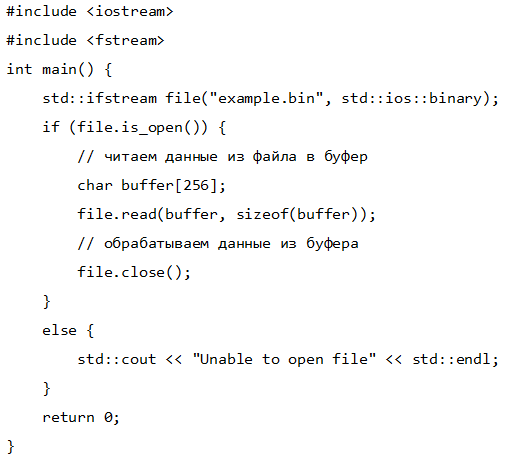 #include <iostream>
#include <fstream>
int main() {
    std::ifstream file("example.bin", std::ios::binary);
    if (file.is_open()) {
        // читаем данные из файла в буфер
        char buffer[256];
        file.read(buffer, sizeof(buffer));
        // обрабатываем данные из буфера
        file.close();
    }
    else {
        std::cout << "Unable to open file" << std::endl;
    }
    return 0;
}